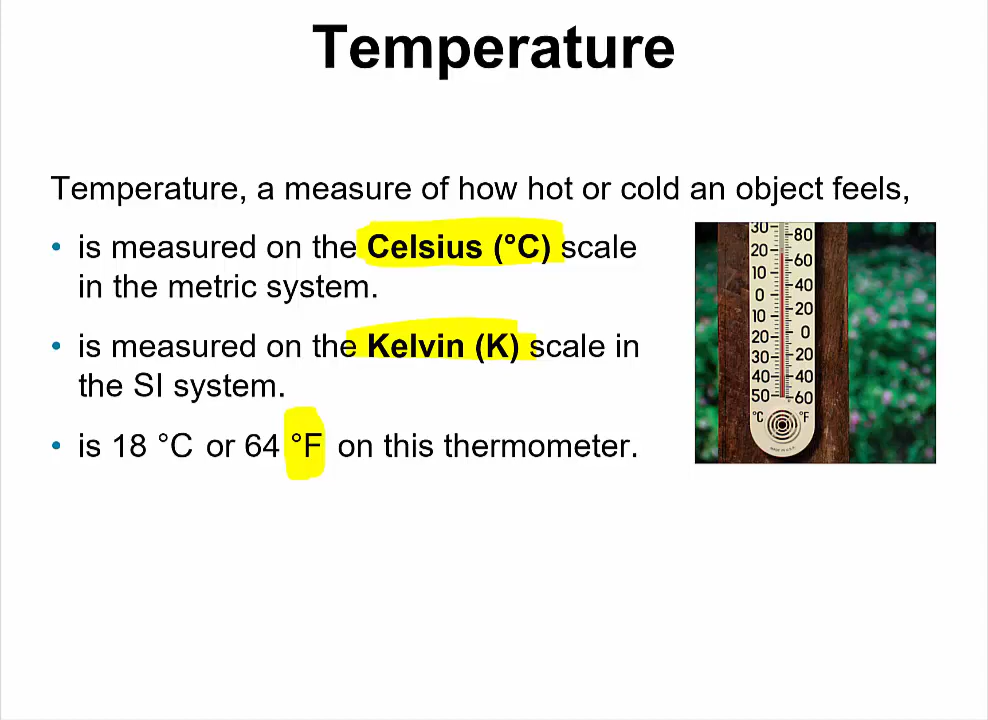 Temperature
Temperature, a measure of how hot or cold an object feels,
• is measured on the Celsius (°C) scale
in the metric system.
• is measured on the Kelvin (K) scale in
the SI system.
• is 18 °C or 64 °F on this thermometer.
30 80
20 60
10 40
0 20
10 0
20 20
30 40
40 60
50
°C °F